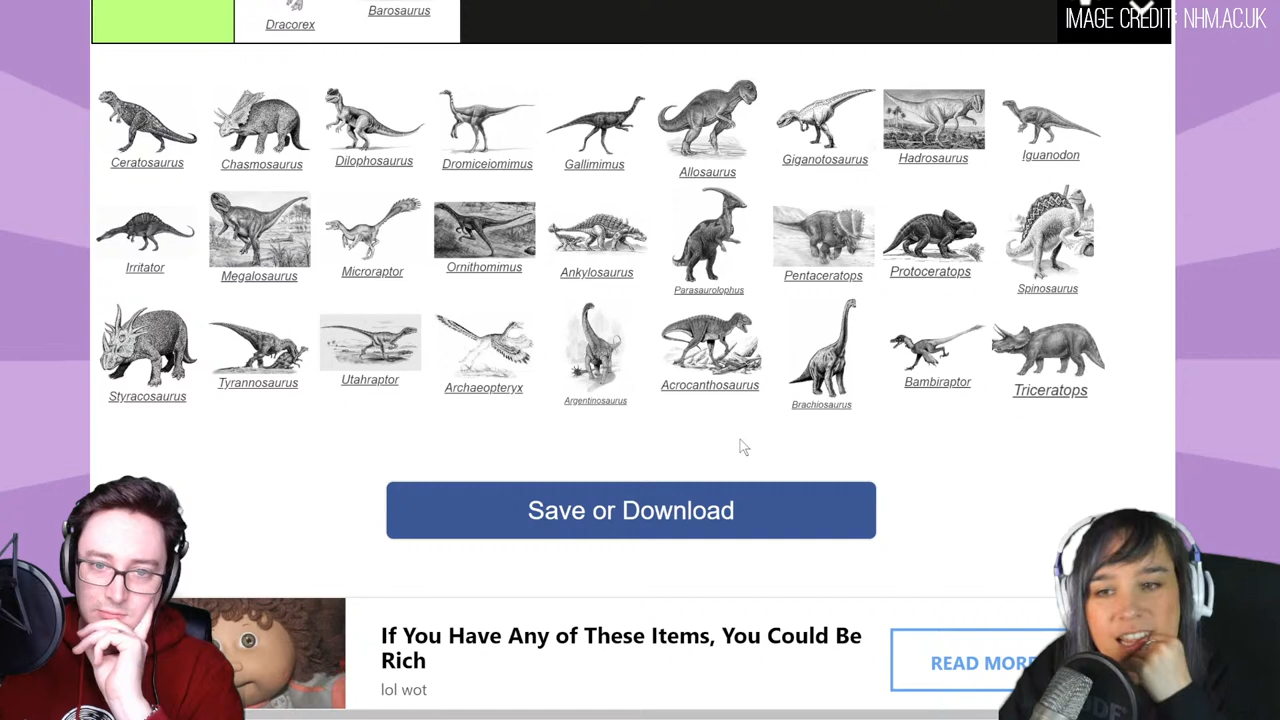 IMAGE CREDIT: NHM.AC.UK
Dracorex
Barosaurus
Ceratosaurus
Chasmosaurus
Dilophosaurus
Dromiceiomimus
Gallimimus
Allosaurus
Giganotosaurus
Hadrosaurus
Iguanodon
Irritator
Megalosaurus
Microraptor
Ornithomimus
Ankylosaurus
Parasaurolophus
Pentaceratops
Protoceratops
Spinosaurus
Styracosaurus
Tyrannosaurus
Utahraptor
Archaeopteryx
Argentinosaurus
Acrocanthosaurus
Brachiosaurus
Bambiraptor
Triceratops
Save or Download
If You Have Any of These Items, You Could Be
Rich
lol wot
READ MORE